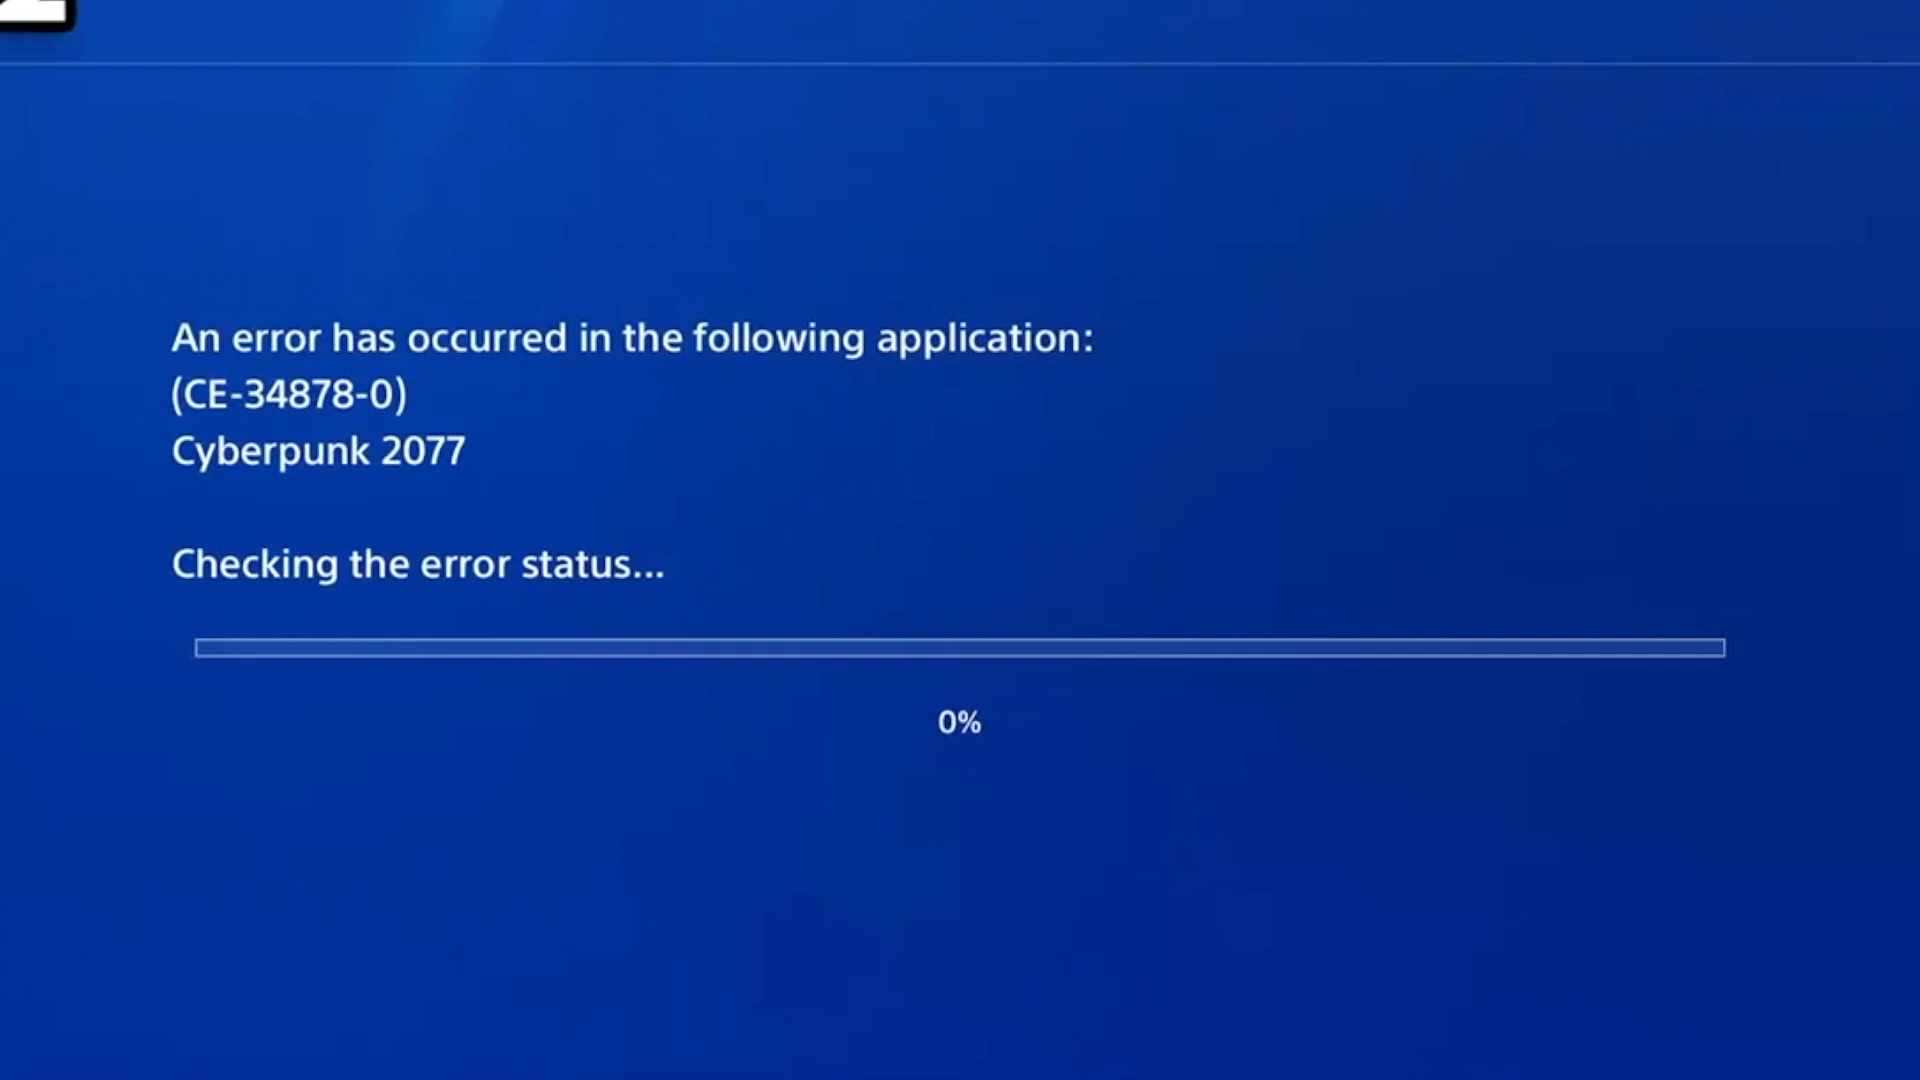 An error has occurred in the following application:
(CE-34878-0)
Cyberpunk 2077
Checking the error status...
0%